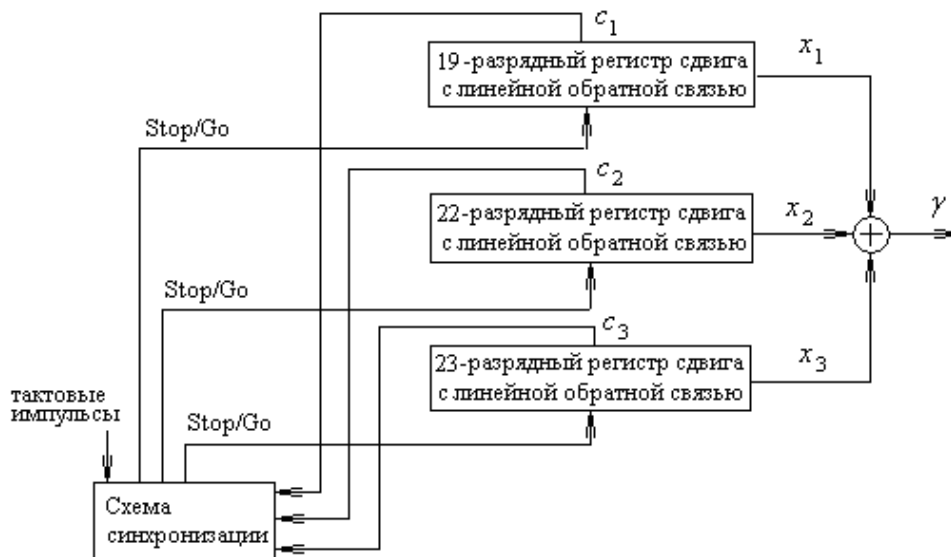 c1
19-разрядный регистр сдвига
с линейной обратной связью
x1
Stop/Go
c2
22-разрядный регистр сдвига
с линейной обратной связью
x2
γ
+
Stop/Go
c3
23-разрядный регистр сдвига
с линейной обратной связью
x3
тактовые
импульсы
Stop/Go
Схема
синхронизации